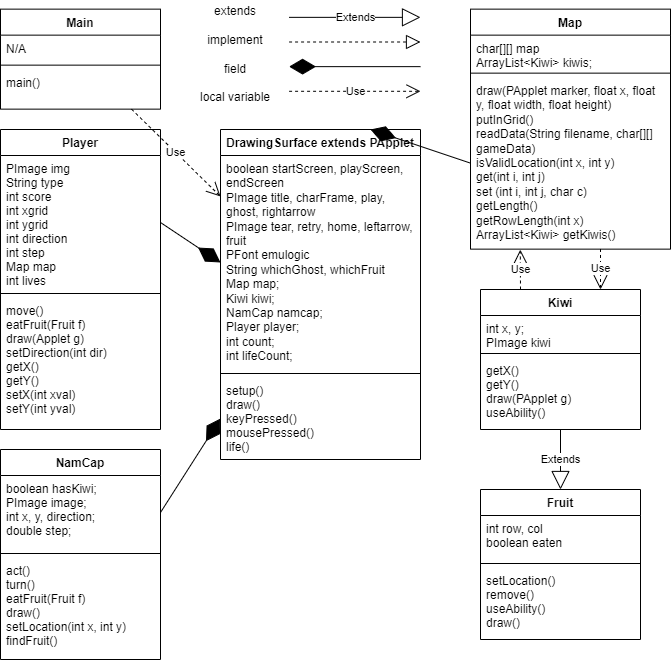 Main
N/A
main()
extends
Extends
implement
field
local variable
Use
Map
char[][] map
ArrayList<Kiwi> kiwis;
draw(PApplet marker, float x, float
y, float width, float height)
putInGrid()
readData(String filename, char[][]
gameData)
isValidLocation(int x, int y)
get(int i, int j)
set (int i, int j, char c)
getLength()
getRowLength(int x)
ArrayList<Kiwi> getKiwis()
Player
PImage img
String type
int score
int xgrid
int ygrid
int direction
int step
Map map
int lives
move()
eatFruit(Fruit f)
draw(Applet g)
setDirection(int dir)
getX()
getY()
setX(int xval)
setY(int yval)
Use
DrawingSurface extends PApplet
boolean startScreen, playScreen,
endScreen
PImage title, charFrame, play,
ghost, rightarrow
PImage tear, retry, home, leftarrow,
fruit
PFont emulogic
String whichGhost, whichFruit
Map map;
Kiwi kiwi;
NamCap namcap;
Player player;
int count;
int lifeCount;
setup()
draw()
keyPressed()
mousePressed()
life()
Use
Use
Kiwi
int x, y;
PImage kiwi
getX()
getY()
draw(PApplet g)
useAbility()
Extends
Fruit
int row, col
boolean eaten
setLocation()
remove()
useAbility()
draw()
NamCap
boolean hasKiwi;
PImage image;
int x, y, direction;
double step;
act()
turn()
eatFruit(Fruit f)
draw()
setLocation(int x, int y)
findFruit()